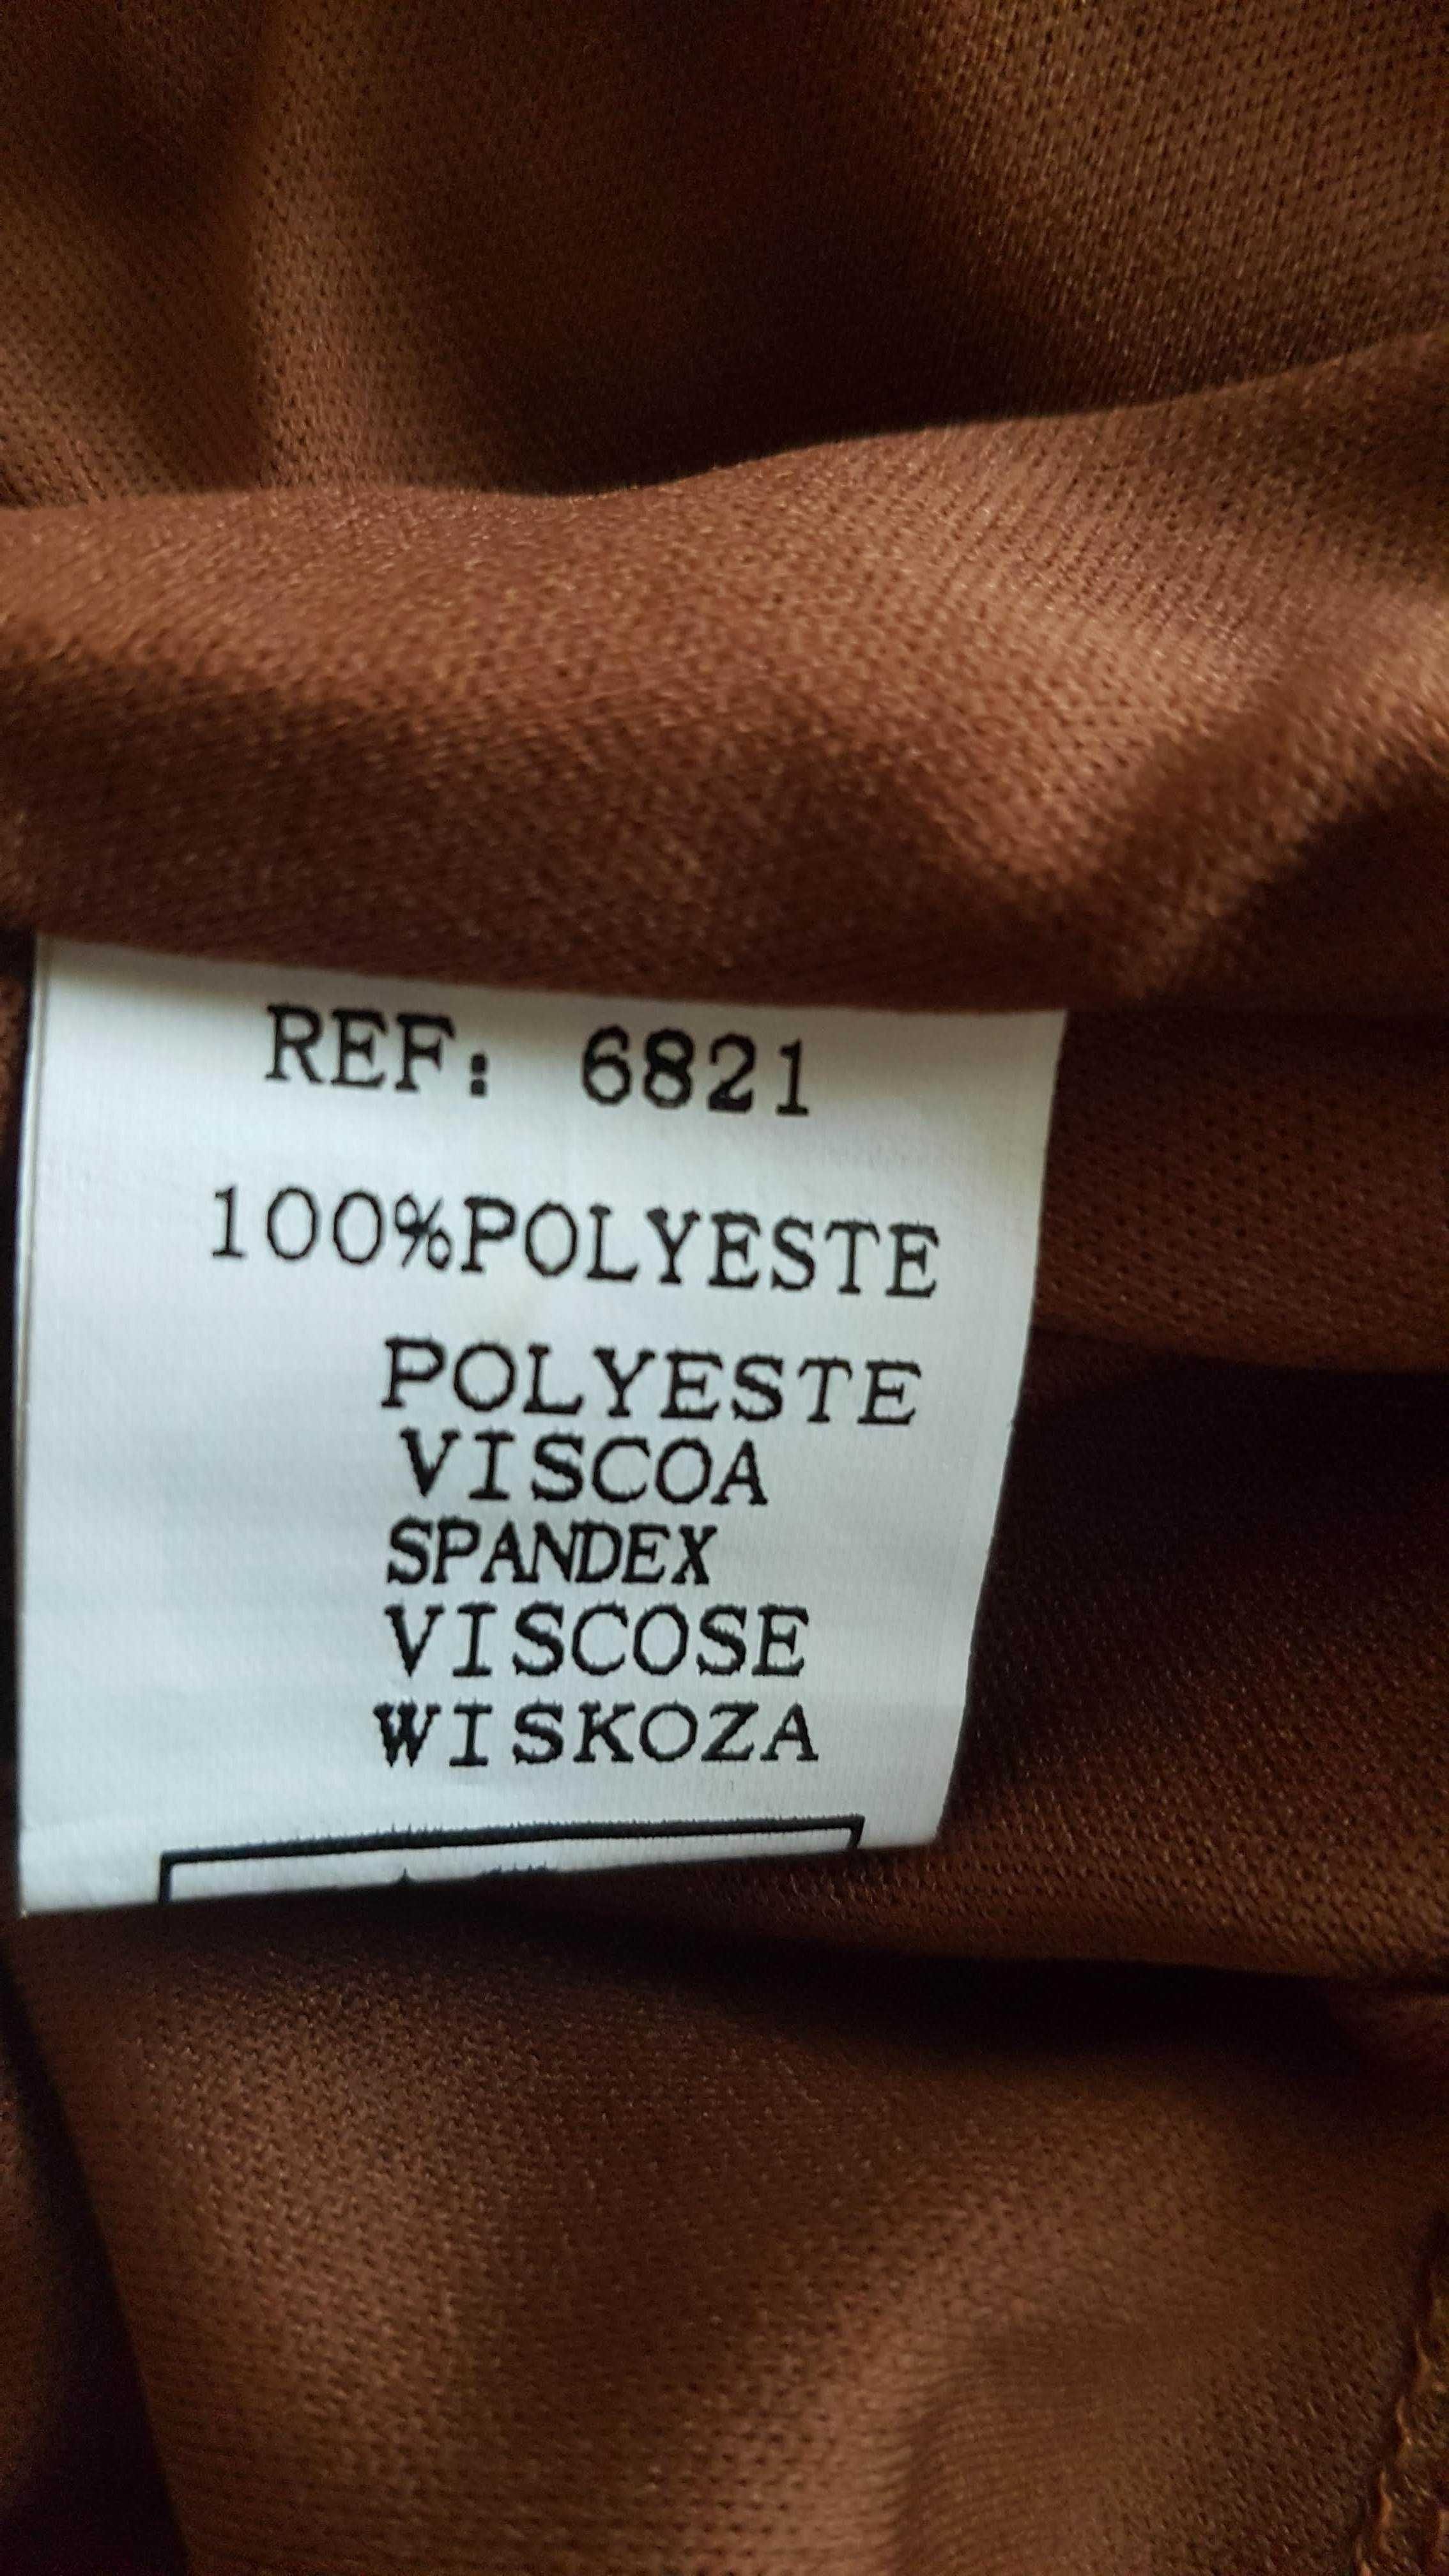 REF: 6821
100%POLYESTE
POLYESTE
VISCOA
SPANDEX
VISCOSE
WISKOZA